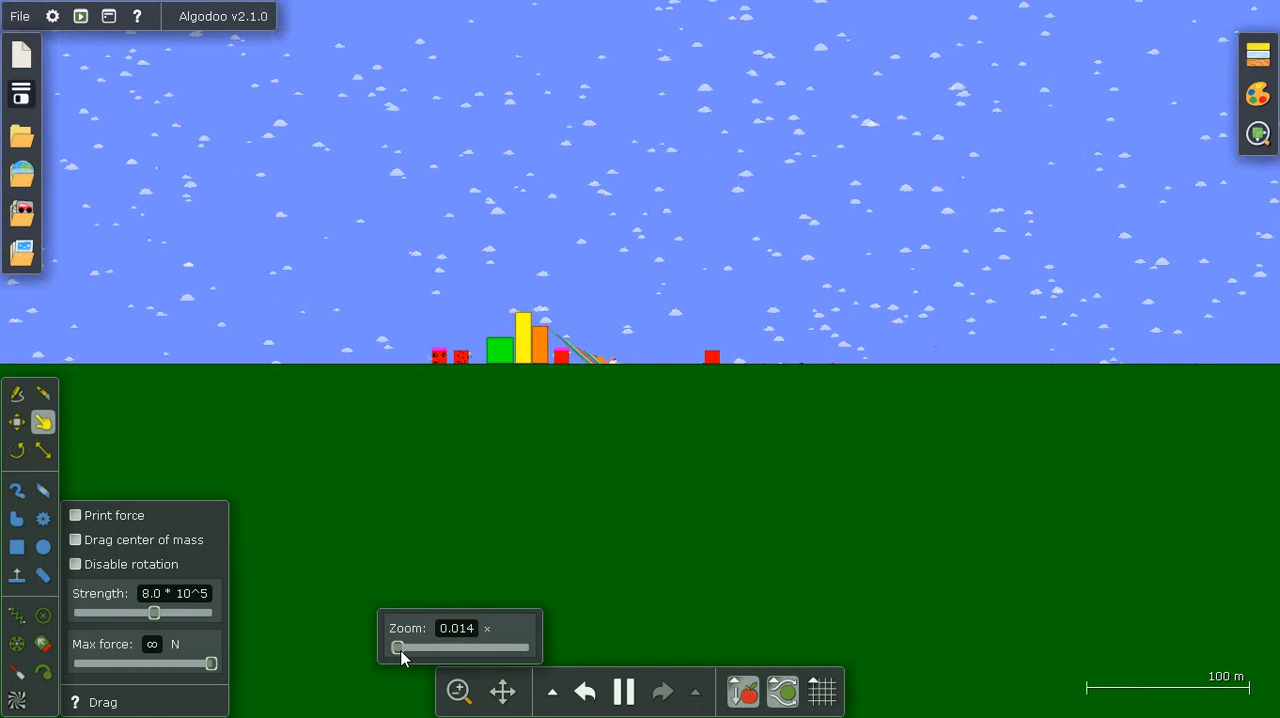 File ? Algodoo v2.1.0
Print force
Drag center of mass
Disable rotation
Strength: 8.0 * 10^5
Max force: ∞ N
? Drag
Zoom: 0.014 ×
100 m